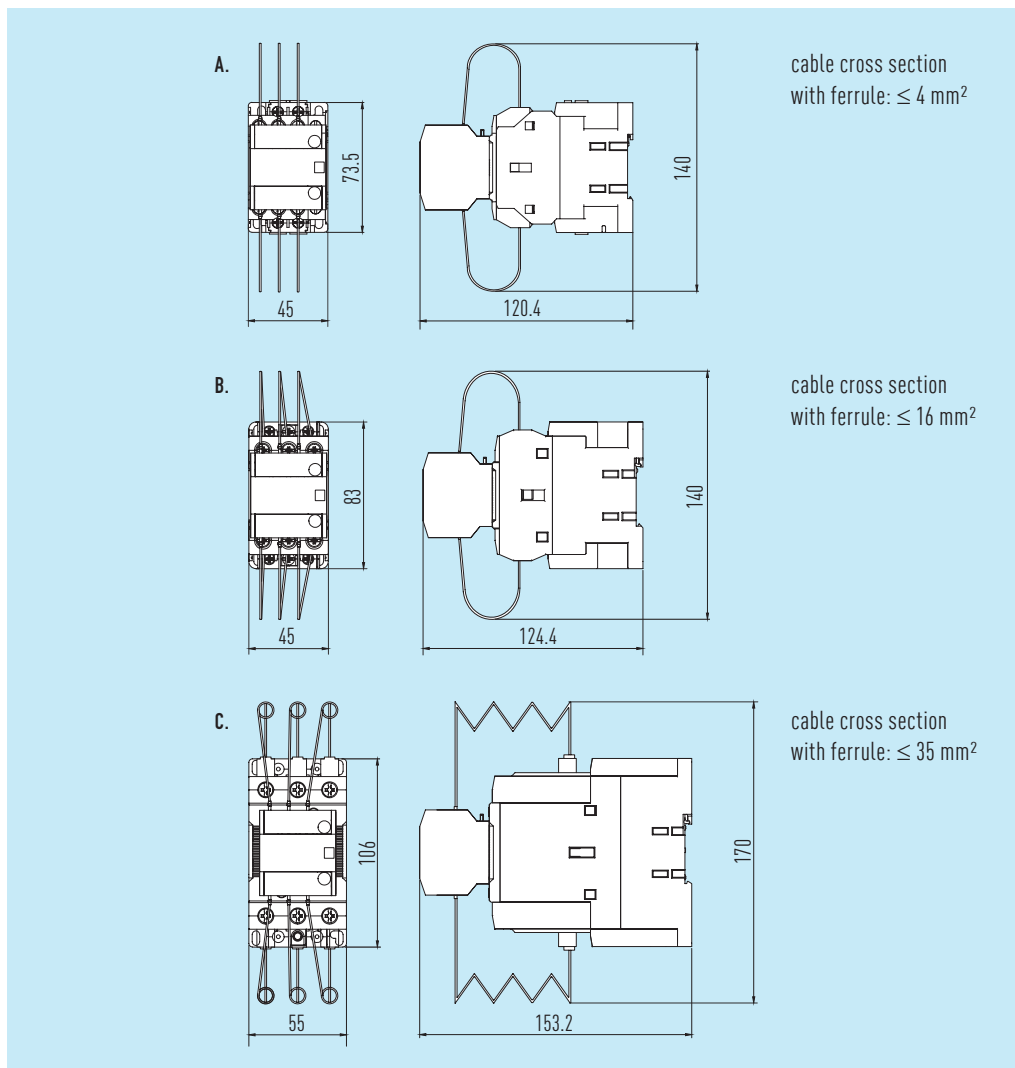 A.
cable cross section
with ferrule: ≤ 4 mm²
73.5
140
45
120.4
B.
cable cross section
with ferrule: ≤ 16 mm²
83
140
45
124.4
C.
cable cross section
with ferrule: ≤ 35 mm²
106
170
55
153.2